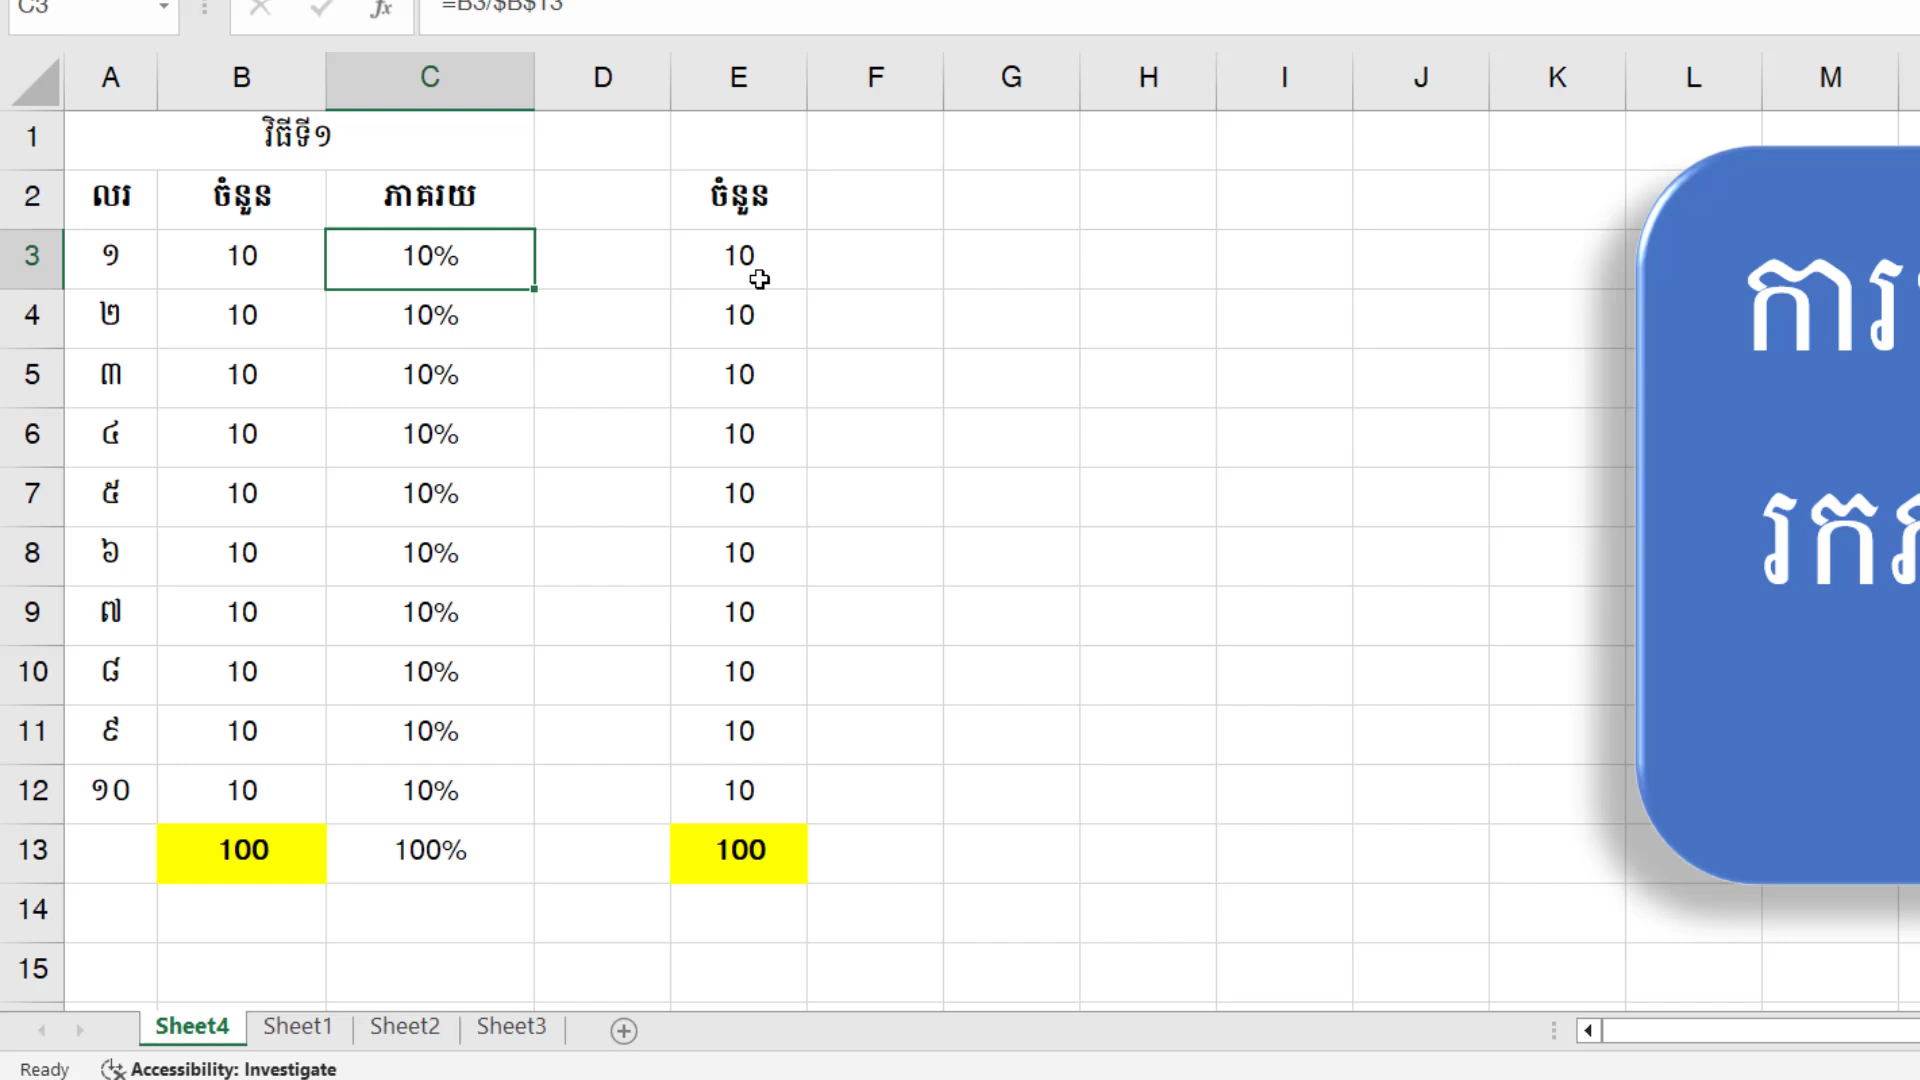 C3 fx =B3/$B$13
A B C D E F G H I J K L M
1 វិធីទី១
2 លរ ចំនួន ភាគរយ ចំនួន
3 ១ 10 10% 10
4 ២ 10 10% 10
5 ៣ 10 10% 10
6 ៤ 10 10% 10
7 ៥ 10 10% 10
8 ៦ 10 10% 10
9 ៧ 10 10% 10
10 ៨ 10 10% 10
11 ៩ 10 10% 10
12 ១០ 10 10% 10
13 100 100% 100
14
15
Sheet4 Sheet1 Sheet2 Sheet3
Ready Accessibility: Investigate